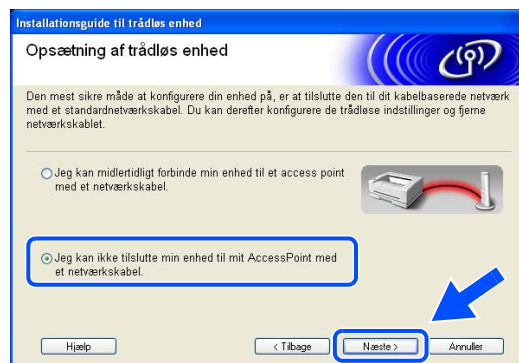 Installationsguide til trådløs enhed
Opsætning af trådløs enhed
Den mest sikre måde at konfigurere din enhed på, er at tilslutte den til dit kabelbaserede netværk
med et standardnetværkskabel. Du kan derefter konfigurere de trådløse indstillinger og fjerne
netværkskablet.
Jeg kan midlertidigt forbinde min enhed til et access point
med et netværkskabel.
Jeg kan ikke tilslutte min enhed til mit AccessPoint med
et netværkskabel.
Hjælp
< Tilbage
Næste >
Annuller